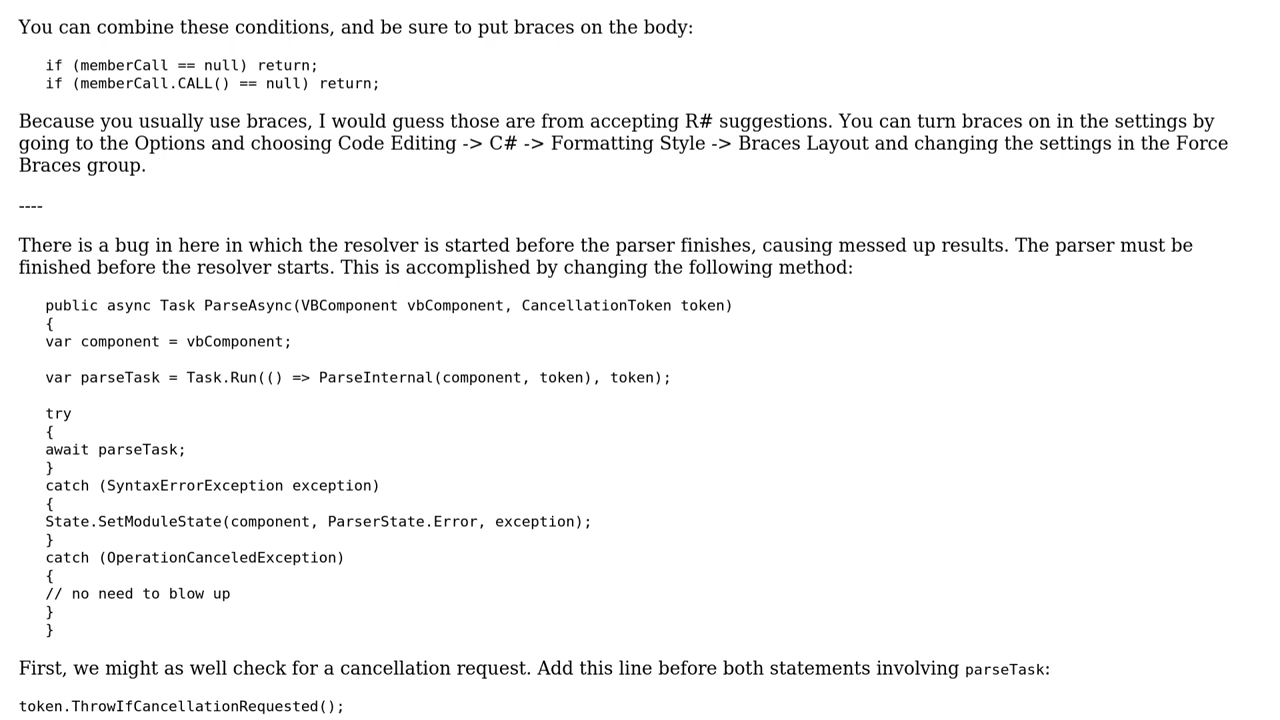 You can combine these conditions, and be sure to put braces on the body:
if (memberCall == null) return;
if (memberCall.CALL() == null) return;
Because you usually use braces, I would guess those are from accepting R# suggestions. You can turn braces on in the settings by
going to the Options and choosing Code Editing -> C# -> Formatting Style -> Braces Layout and changing the settings in the Force
Braces group.
----
There is a bug in here in which the resolver is started before the parser finishes, causing messed up results. The parser must be
finished before the resolver starts. This is accomplished by changing the following method:
public async Task ParseAsync(VBComponent vbComponent, CancellationToken token)
{
var component = vbComponent;
var parseTask = Task.Run(() => ParseInternal(component, token), token);
try
{
await parseTask;
}
catch (SyntaxErrorException exception)
{
State.SetModuleState(component, ParserState.Error, exception);
}
catch (OperationCanceledException)
{
// no need to blow up
}
}
First, we might as well check for a cancellation request. Add this line before both statements involving parseTask:
token.ThrowIfCancellationRequested();